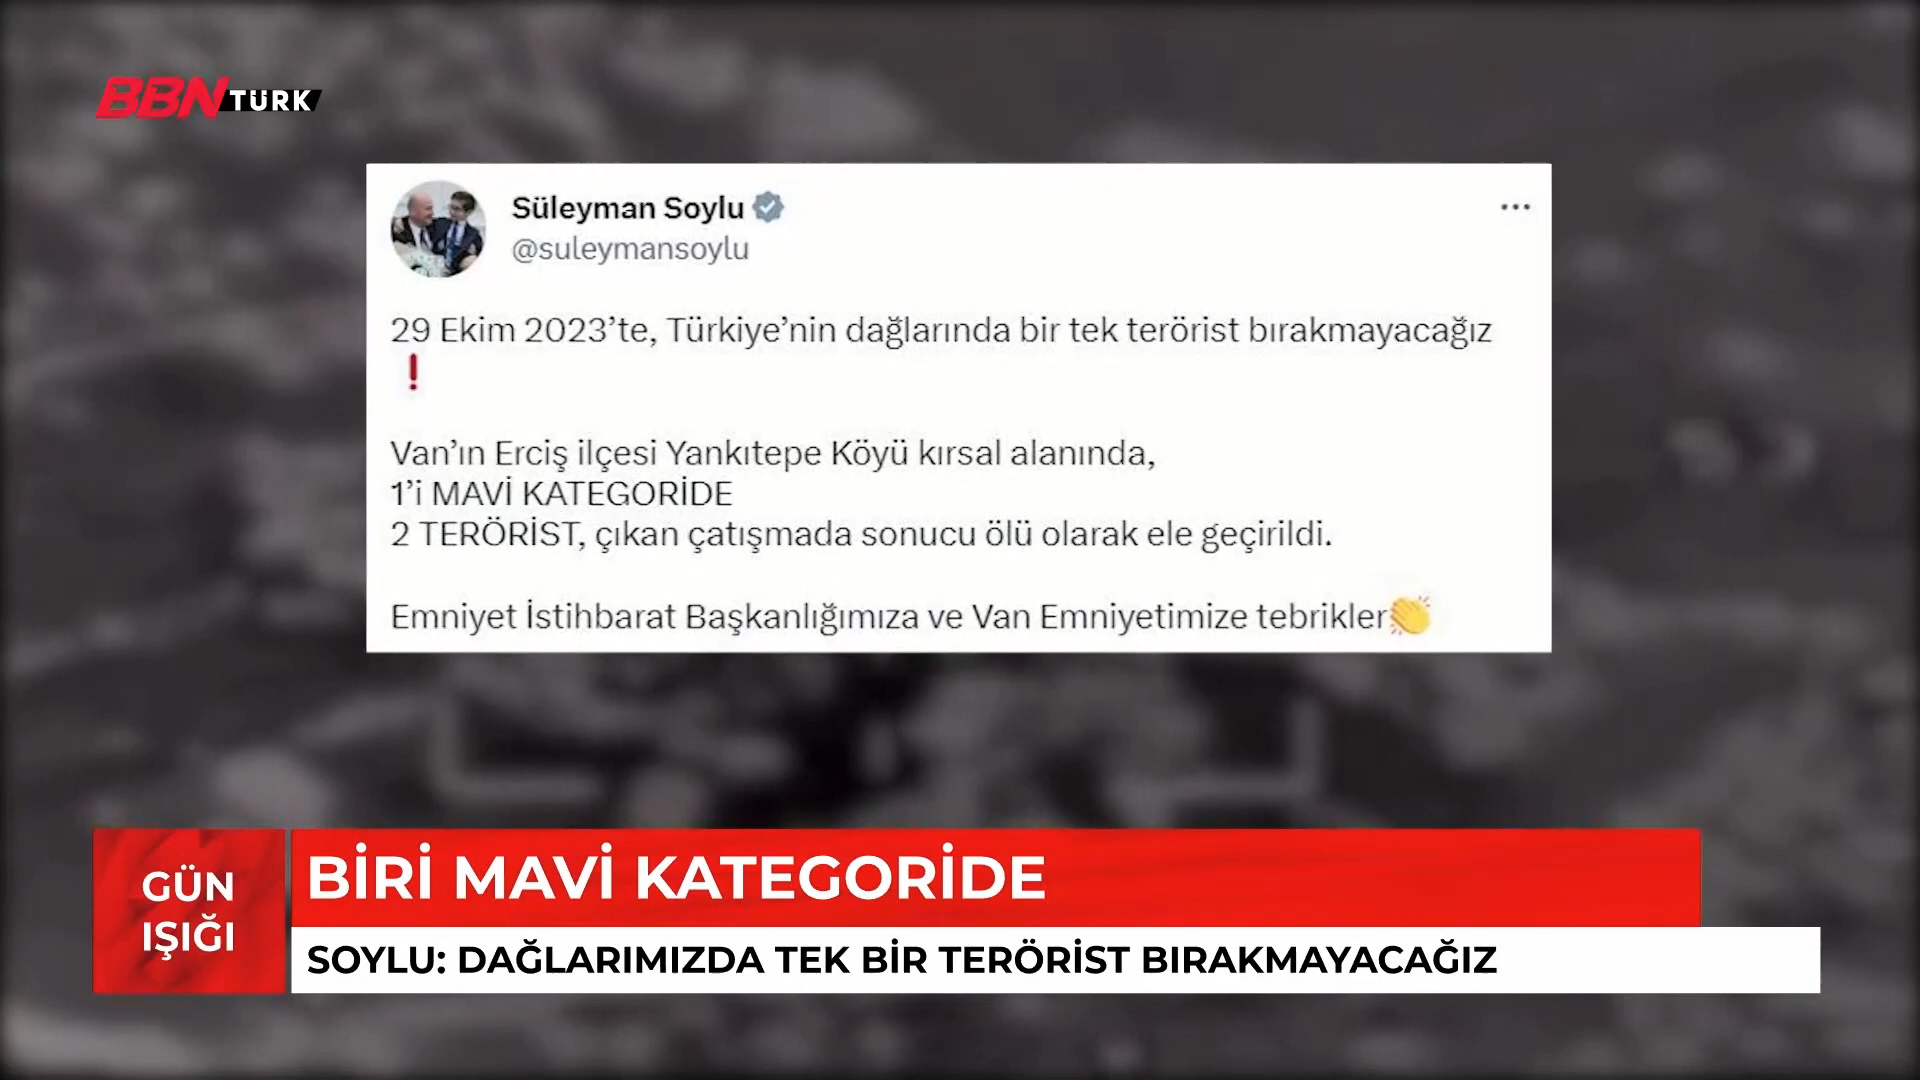 BBN TÜRK
Süleyman Soylu
@suleymansoylu
29 Ekim 2023’te, Türkiye’nin dağlarında bir tek terörist bırakmayacağız
❗
Van’ın Erciş ilçesi Yankıtepe Köyü kırsal alanında,
1’i MAVİ KATEGORİDE
2 TERÖRİST, çıkan çatışmada sonucu ölü olarak ele geçirildi.
Emniyet İstihbarat Başkanlığımıza ve Van Emniyetimize tebrikler👏
GÜN
IŞIĞI
BİRİ MAVİ KATEGORİDE
SOYLU: DAĞLARIMIZDA TEK BİR TERÖRİST BIRAKMAYACAĞIZ